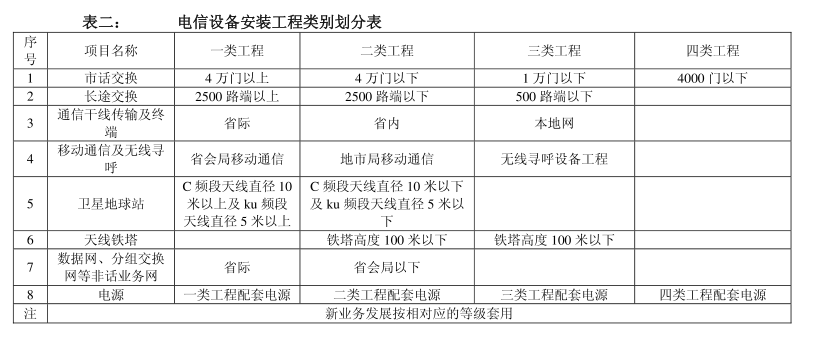 表二： 电信设备安装工程类别划分表
序号 项目名称 一类工程 二类工程 三类工程 四类工程
1 市话交换 4 万门以上 4 万门以下 1 万门以下 4000 门以下
2 长途交换 2500 路端以上 2500 路端以下 500 路端以下
3 通信干线传输及终端 省际 省内 本地网
4 移动通信及无线寻呼 省会局移动通信 地市局移动通信 无线寻呼设备工程
5 卫星地球站 C 频段天线直径 10 米以上及 ku 频段天线直径 5 米以上 C 频段天线直径 10 米以下及 ku 频段天线直径 5 米以下
6 天线铁塔 铁塔高度 100 米以下 铁塔高度 100 米以下
7 数据网、分组交换网等非话业务网 省际 省会局以下
8 电源 一类工程配套电源 二类工程配套电源 三类工程配套电源 四类工程配套电源
注 新业务发展按相对应的等级套用